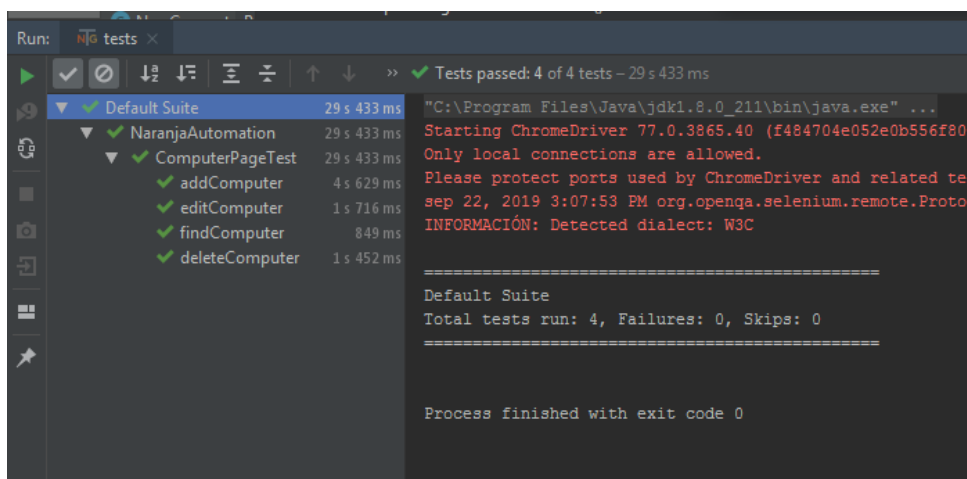 Run: NG tests
Tests passed: 4 of 4 tests – 29 s 433 ms
Default Suite 29 s 433 ms
NaranjaAutomation 29 s 433 ms
ComputerPageTest 29 s 433 ms
addComputer 4 s 629 ms
editComputer 1 s 716 ms
findComputer 849 ms
deleteComputer 1 s 452 ms
"C:\Program Files\Java\jdk1.8.0_211\bin\java.exe" ...
Starting ChromeDriver 77.0.3865.40 (f484704e052e0b556f80
Only local connections are allowed.
Please protect ports used by ChromeDriver and related te
sep 22, 2019 3:07:53 PM org.openqa.selenium.remote.Proto
INFORMACIÓN: Detected dialect: W3C
===============================================
Default Suite
Total tests run: 4, Failures: 0, Skips: 0
===============================================
Process finished with exit code 0